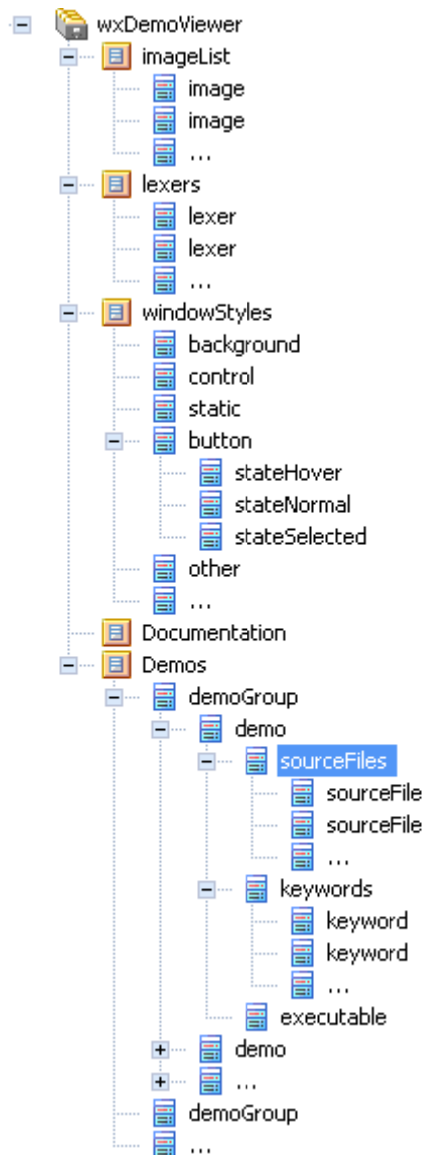 wxDemoViewer
imageList
image
image
...
lexers
lexer
lexer
...
windowStyles
background
control
static
button
stateHover
stateNormal
stateSelected
other
...
Documentation
Demos
demoGroup
demo
sourceFiles
sourceFile
sourceFile
...
keywords
keyword
keyword
...
executable
demo
...
demoGroup
...